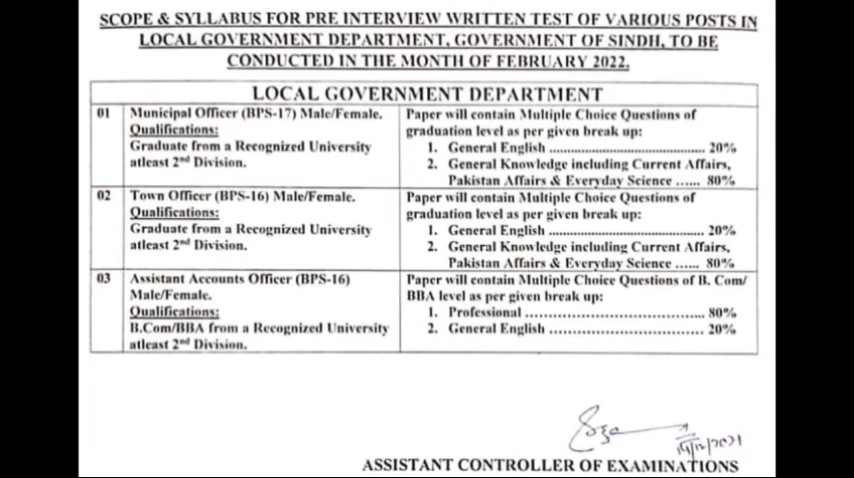 SCOPE & SYLLABUS FOR PRE INTERVIEW WRITTEN TEST OF VARIOUS POSTS IN
LOCAL GOVERNMENT DEPARTMENT, GOVERNMENT OF SINDH, TO BE
CONDUCTED IN THE MONTH OF FEBRUARY 2022.
LOCAL GOVERNMENT DEPARTMENT
01
Municipal Officer (BPS-17) Male/Female.
Qualifications:
Graduate from a Recognized University
atleast 2nd Division.
Paper will contain Multiple Choice Questions of
graduation level as per given break up:
1. General English ........................................ 20%
2. General Knowledge including Current Affairs,
Pakistan Affairs & Everyday Science ...... 80%
02
Town Officer (BPS-16) Male/Female.
Qualifications:
Graduate from a Recognized University
atleast 2nd Division.
Paper will contain Multiple Choice Questions of
graduation level as per given break up:
1. General English ........................................ 20%
2. General Knowledge including Current Affairs,
Pakistan Affairs & Everyday Science ...... 80%
03
Assistant Accounts Officer (BPS-16)
Male/Female.
Qualifications:
B.Com/BBA from a Recognized University
atleast 2nd Division.
Paper will contain Multiple Choice Questions of B. Com/
BBA level as per given break up:
1. Professional ........................................ 80%
2. General English .................................. 20%
ASSISTANT CONTROLLER OF EXAMINATIONS